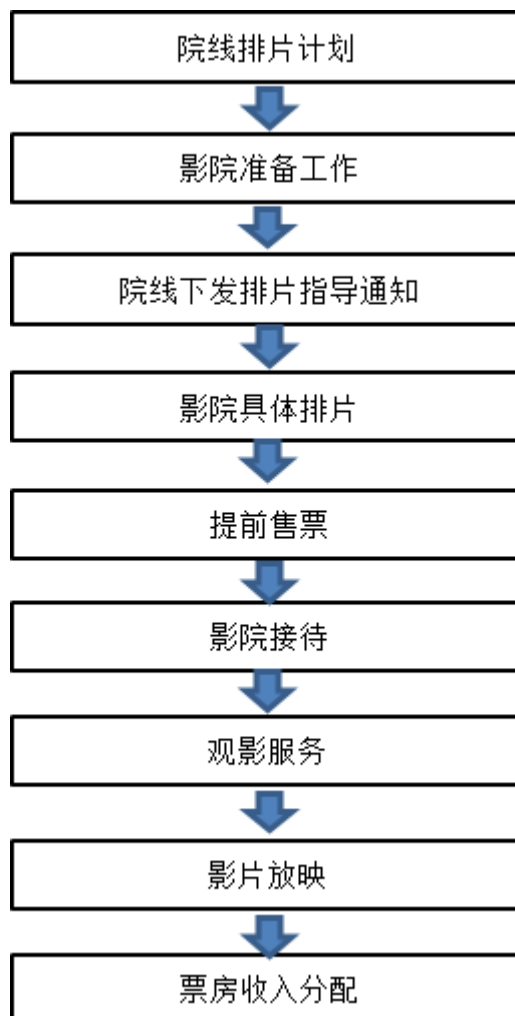 院线排片计划
影院准备工作
院线下发排片指导通知
影院具体排片
提前售票
影院接待
观影服务
影片放映
票房收入分配